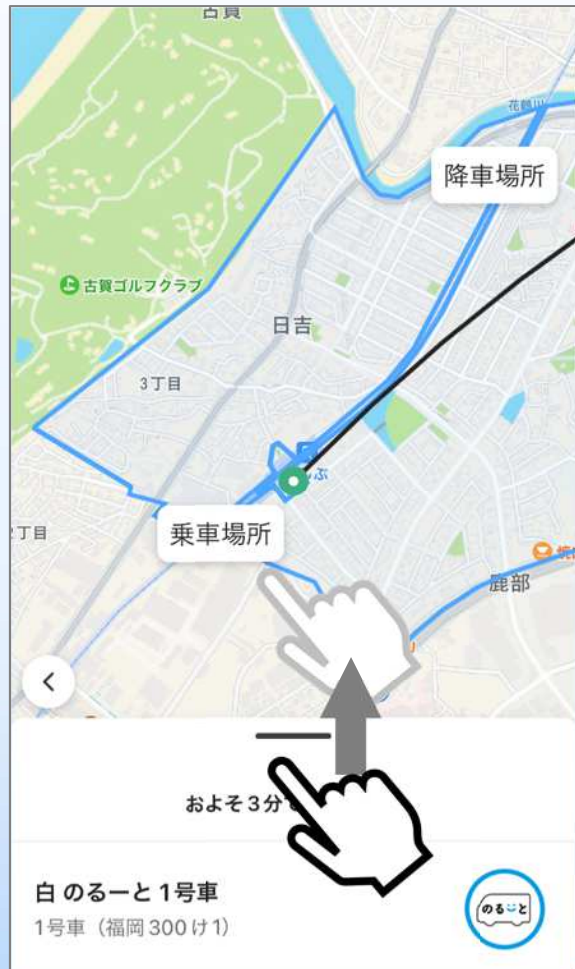 古賀
花鶴川
降車場所
古賀ゴルフクラブ
日吉
3丁目
丁目
乗車場所
鹿部
およそ3分
白 のるーと 1号車
1号車（福岡 300 け 1）
のるーと